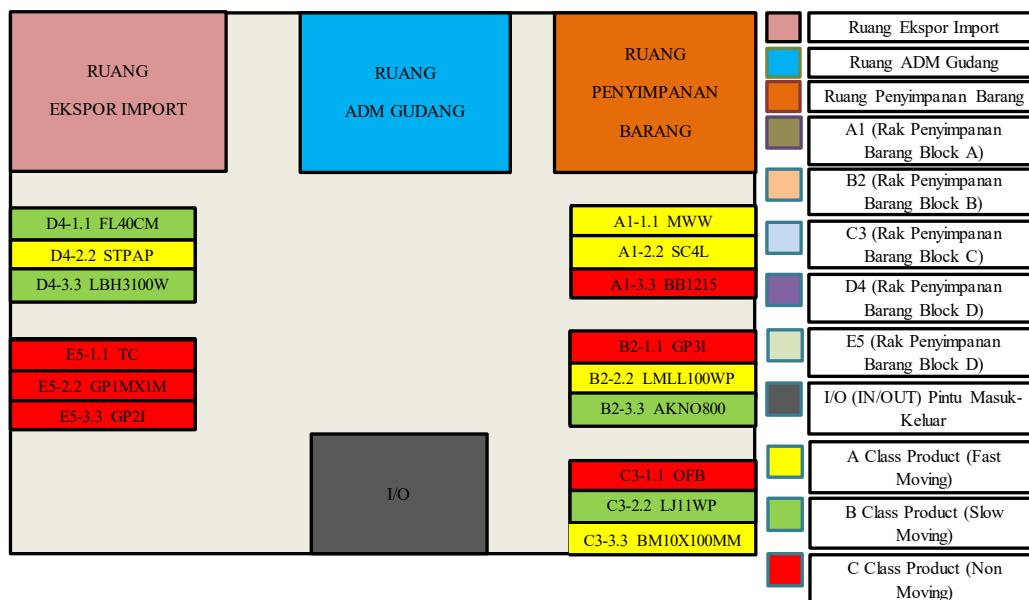 RUANG
EKSPOR IMPORT
RUANG
ADM GUDANG
RUANG
PENYIMPANAN
BARANG
D4-1.1 FL40CM
D4-2.2 STPAP
D4-3.3 LBH3100W
E5-1.1 TC
E5-2.2 GP1MX1M
E5-3.3 GP2I
A1-1.1 MWW
A1-2.2 SC4L
A1-3.3 BB1215
B2-1.1 GP3I
B2-2.2 LMLL100WP
B2-3.3 AKNO800
I/O
C3-1.1 OFB
C3-2.2 LJ11WP
C3-3.3 BM10X100MM
Ruang Ekspor Import
Ruang ADM Gudang
Ruang Penyimpanan Barang
A1 (Rak Penyimpanan
Barang Block A)
B2 (Rak Penyimpanan
Barang Block B)
C3 (Rak Penyimpanan
Barang Block C)
D4 (Rak Penyimpanan
Barang Block D)
E5 (Rak Penyimpanan
Barang Block D)
I/O (IN/OUT) Pintu Masuk-
Keluar
A Class Product (Fast
Moving)
B Class Product (Slow
Moving)
C Class Product (Non
Moving)